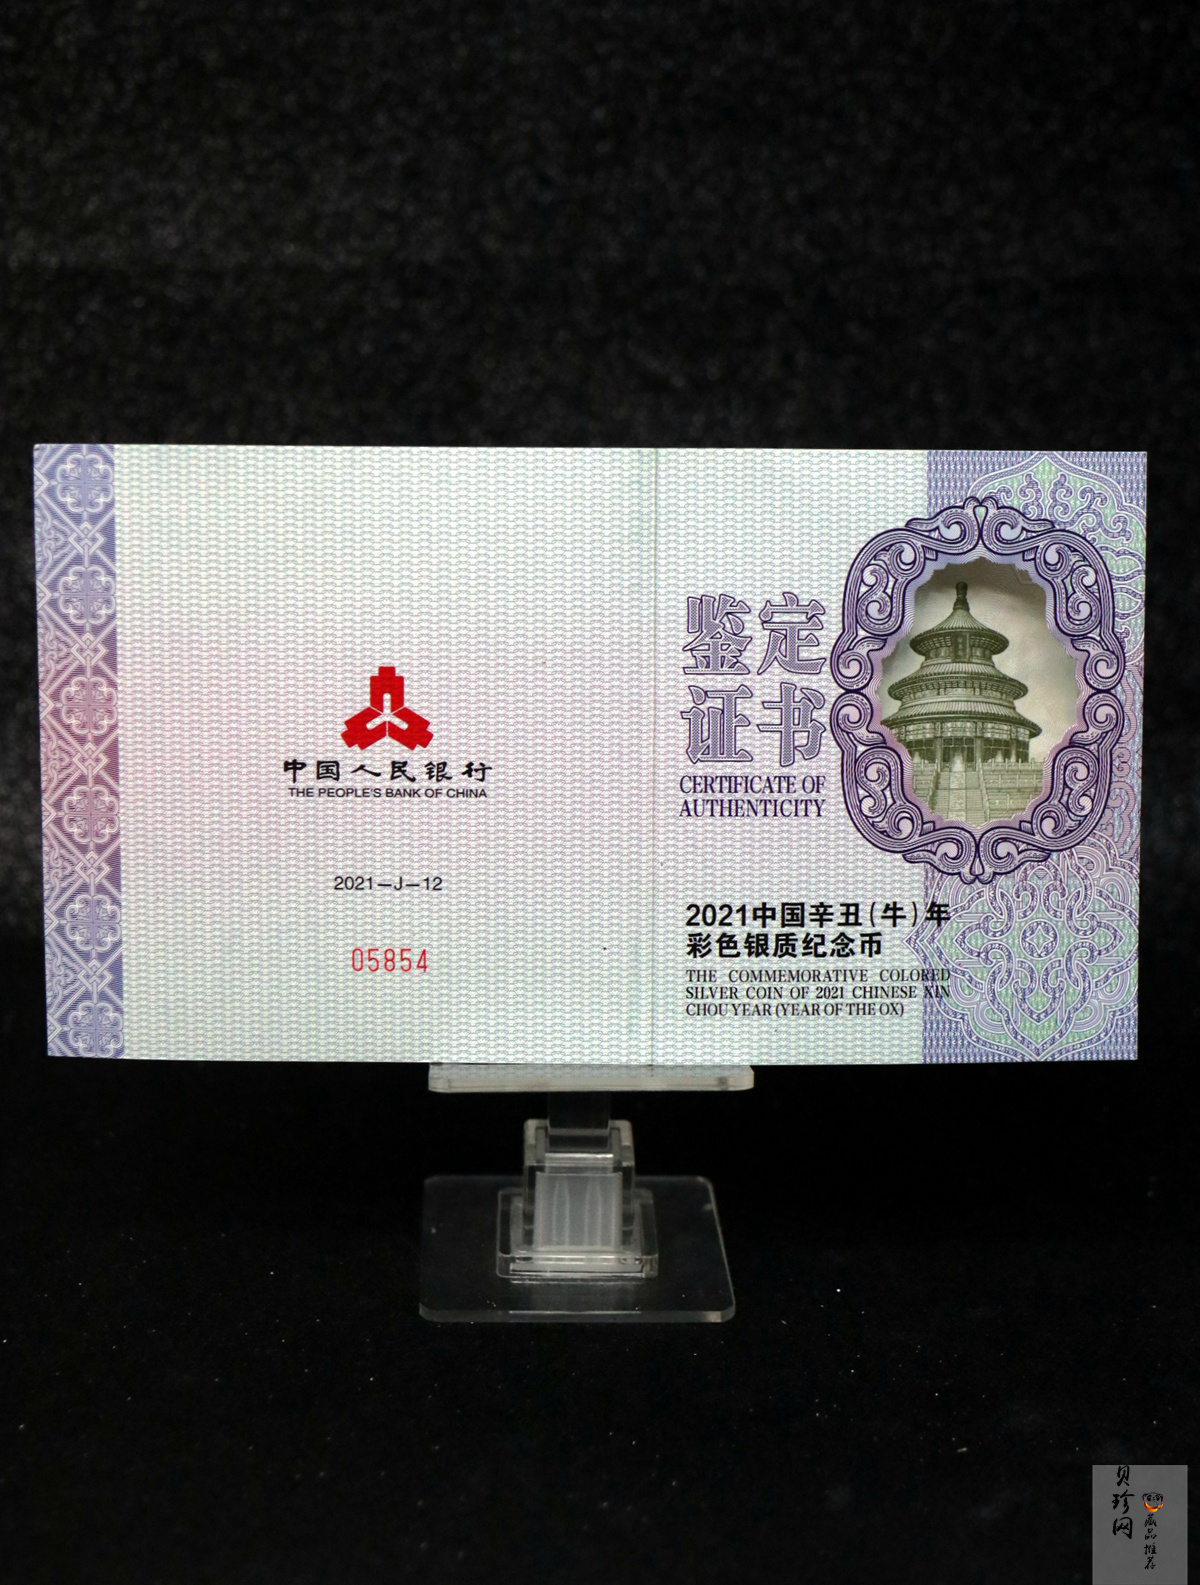 中国人民银行
THE PEOPLE'S BANK OF CHINA
2021—J—12
05854
鉴定
证书
CERTIFICATE OF
AUTHENTICITY
2021中国辛丑(牛)年
彩色银质纪念币
THE COMMEMORATIVE COLORED
SILVER COIN OF 2021 CHINESE XIN
CHOU YEAR (YEAR OF THE OX)
贝珍网
藏品推荐